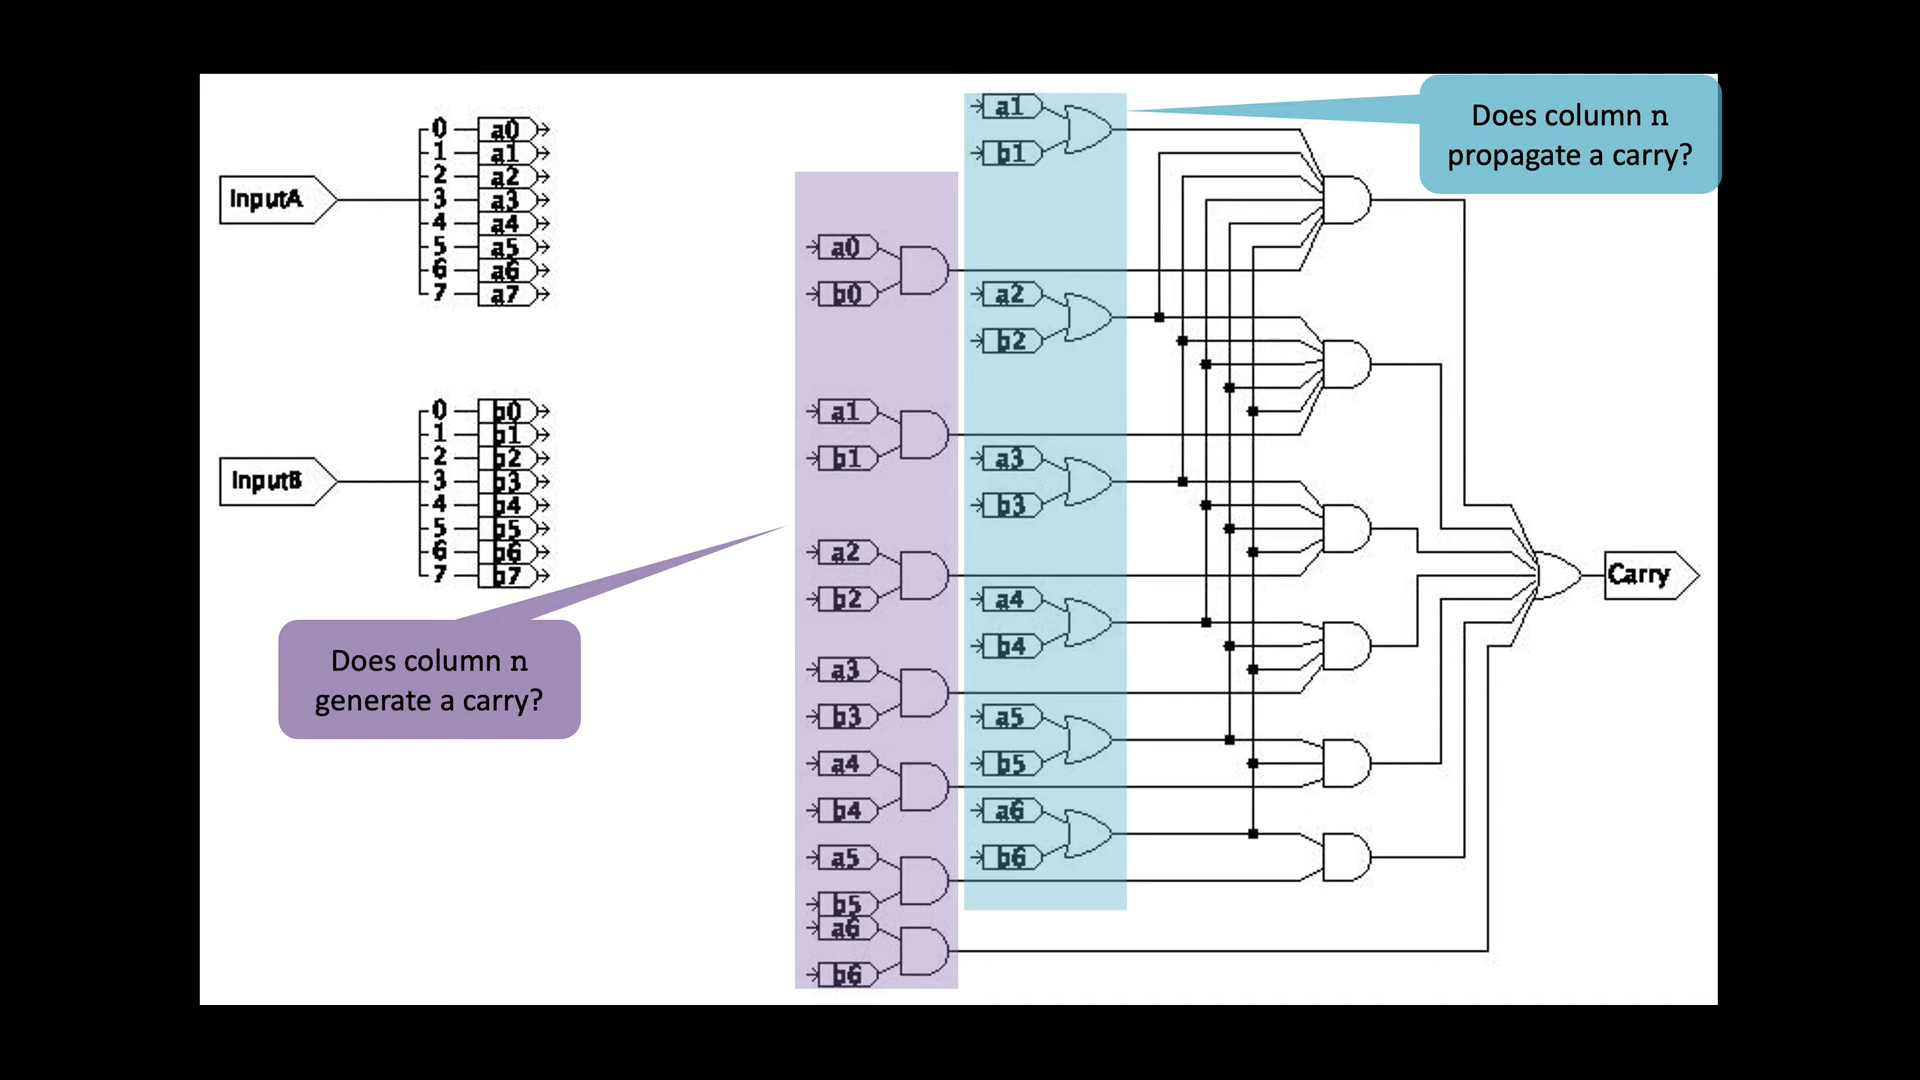 InputA
0 a0
1 a1
2 a2
3 a3
4 a4
5 a5
6 a6
7 a7
InputB
0 b0
1 b1
2 b2
3 b3
4 b4
5 b5
6 b6
7 b7
Does column n
generate a carry?
a0
b0
a1
b1
a2
b2
a3
b3
a4
b4
a5
b5
a6
b6
a1
b1
a2
b2
a3
b3
a4
b4
a5
b5
a6
b6
Does column n
propagate a carry?
Carry